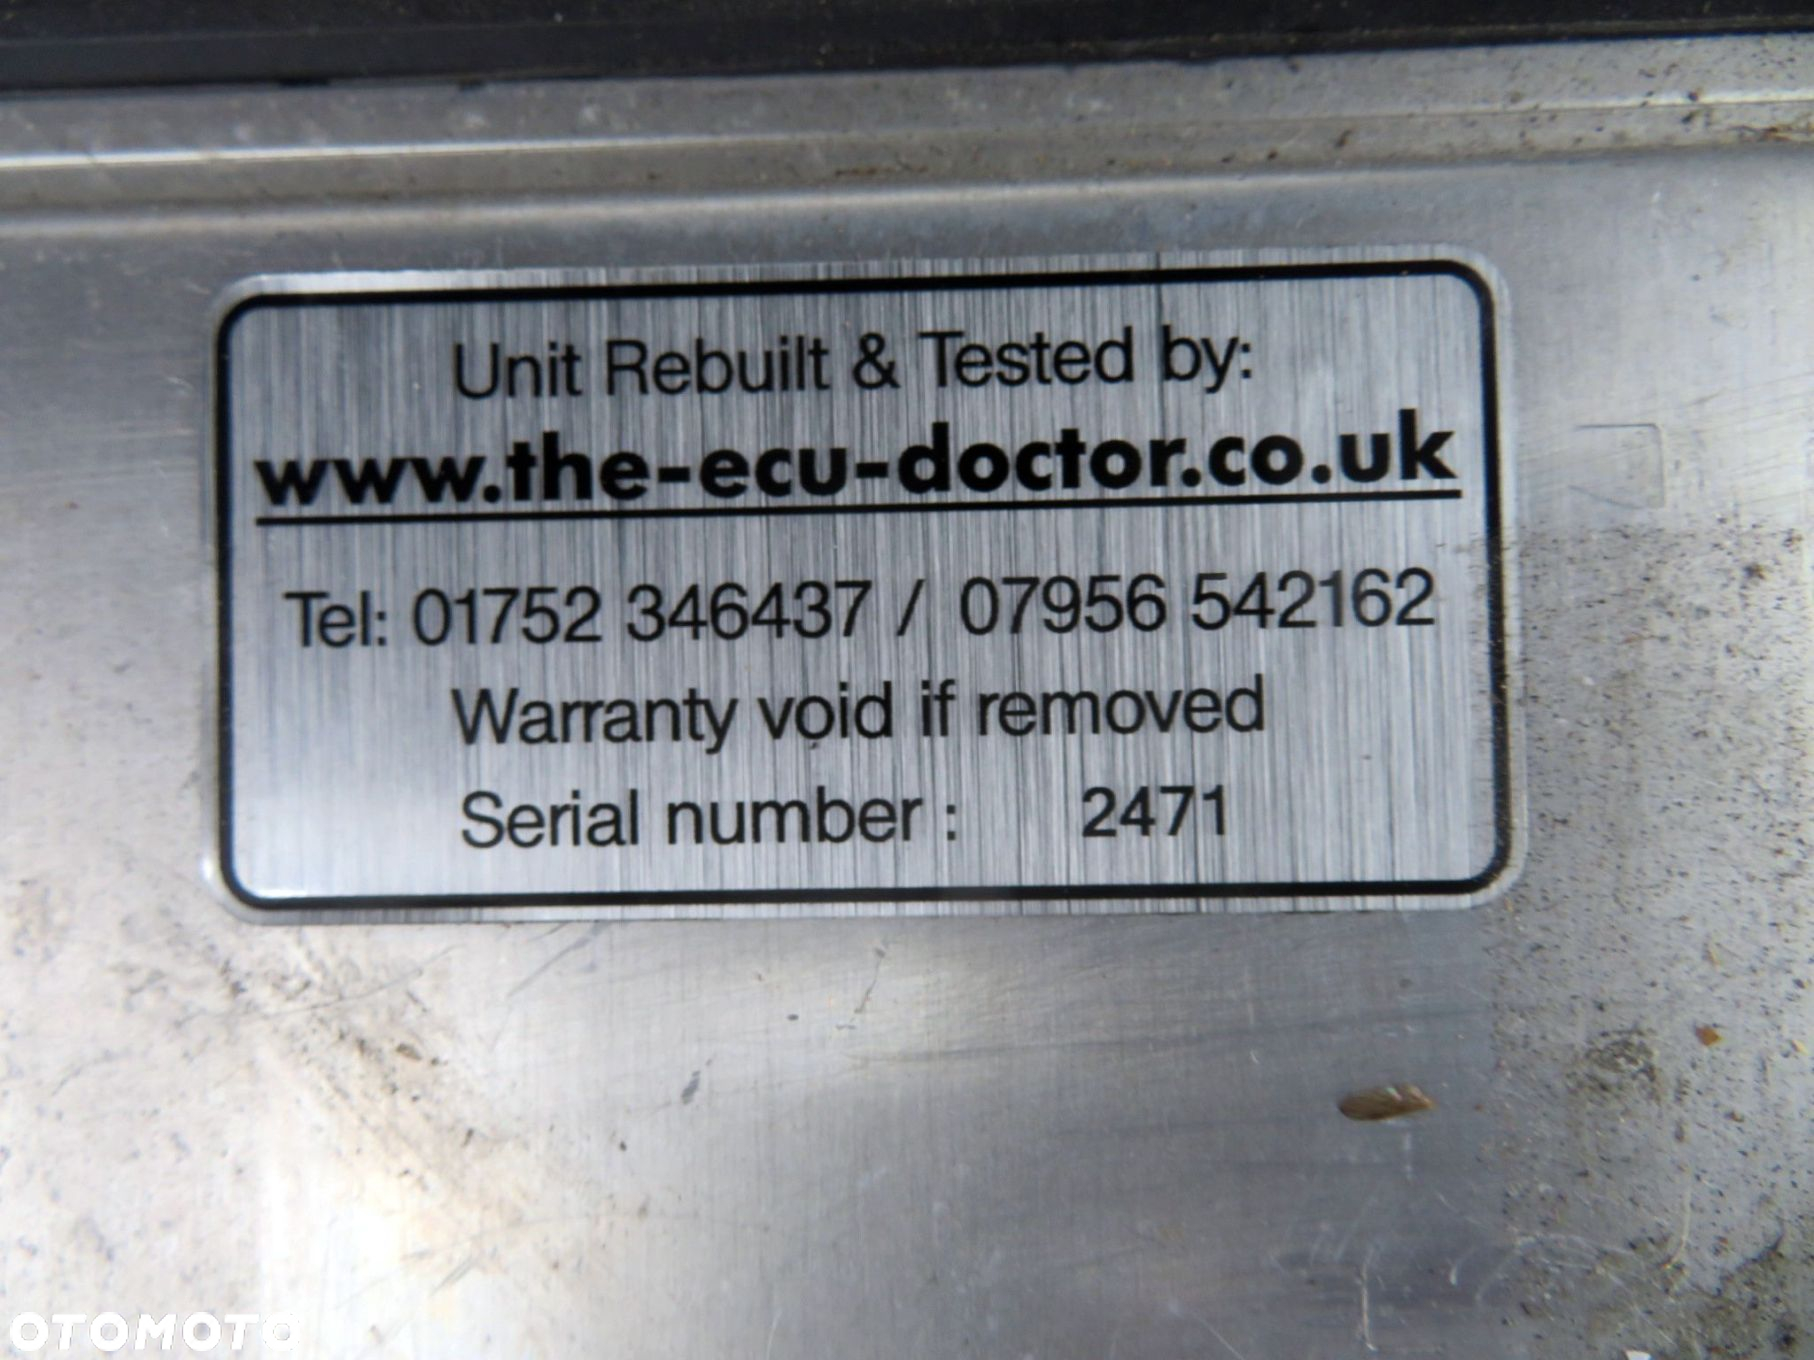 Unit Rebuilt & Tested by:
www.the-ecu-doctor.co.uk
Tel: 01752 346437 / 07956 542162
Warranty void if removed
Serial number : 2471
OTOMOTO